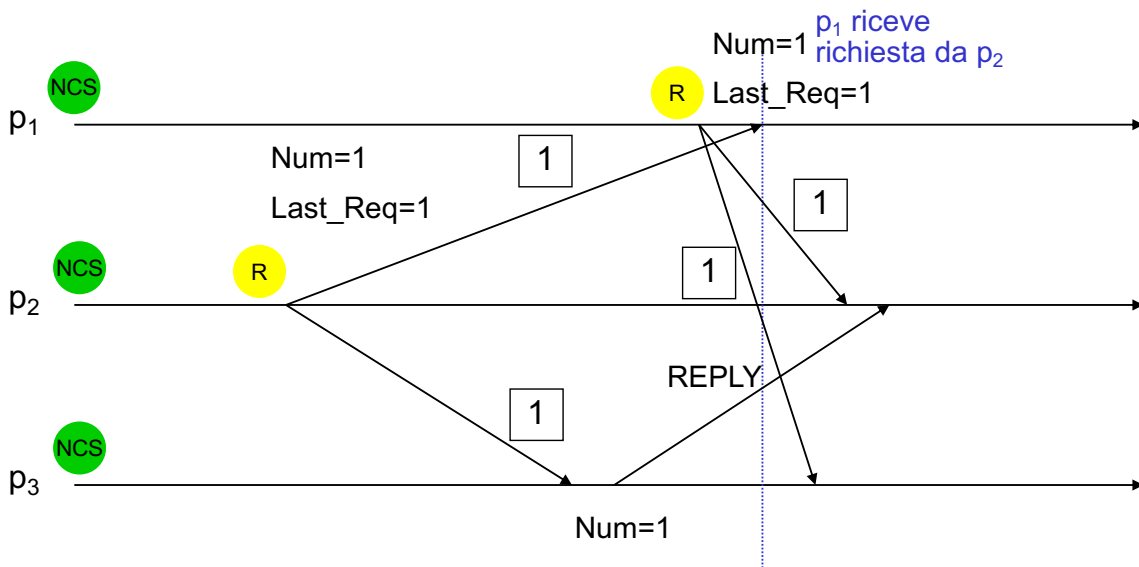 Num=1
p₁ riceve
richiesta da p₂
NCS
R
Last_Req=1
p₁
Num=1
1
Last_Req=1
1
NCS
R
1
p₂
REPLY
1
NCS
p₃
Num=1